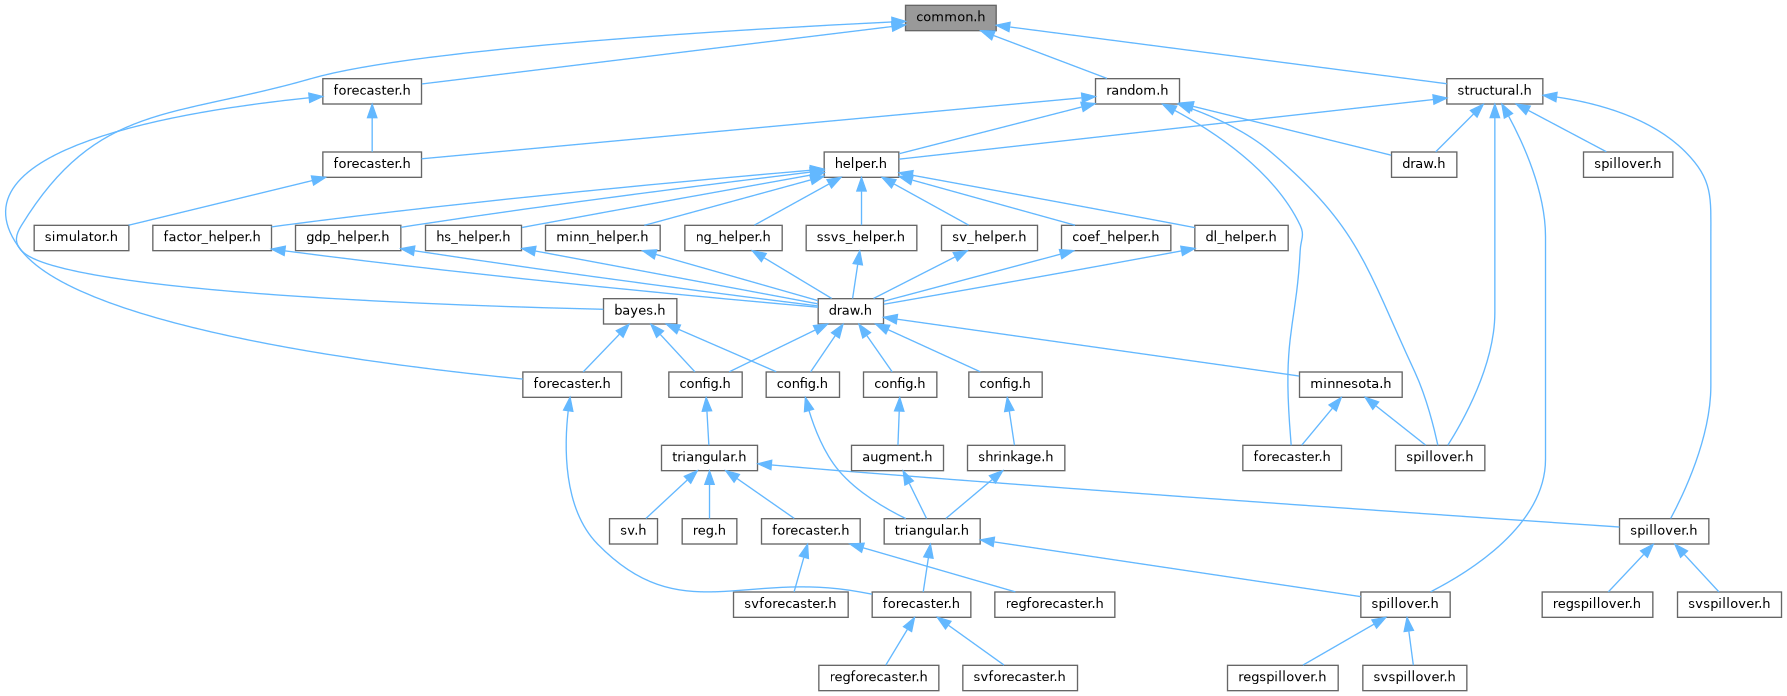 common.h
forecaster.h
random.h
structural.h
forecaster.h
helper.h
draw.h
spillover.h
simulator.h
factor_helper.h
gdp_helper.h
hs_helper.h
minn_helper.h
ng_helper.h
ssvs_helper.h
sv_helper.h
coef_helper.h
dl_helper.h
bayes.h
draw.h
forecaster.h
config.h
config.h
config.h
config.h
minnesota.h
triangular.h
augment.h
shrinkage.h
forecaster.h
spillover.h
sv.h
reg.h
forecaster.h
triangular.h
spillover.h
svforecaster.h
forecaster.h
regforecaster.h
spillover.h
regspillover.h
svspillover.h
regforecaster.h
svforecaster.h
regspillover.h
svspillover.h